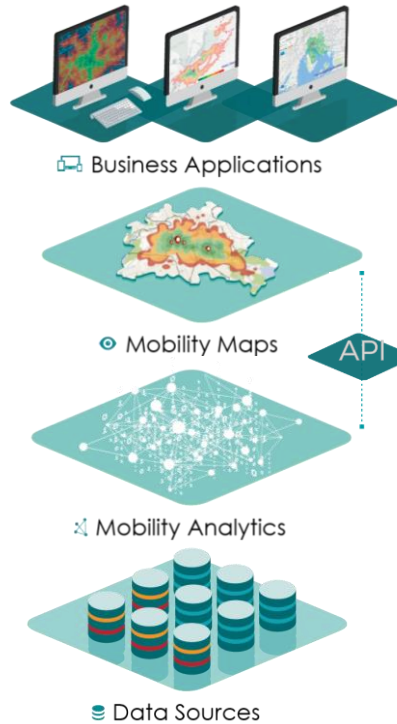 Business Applications
Mobility Maps
API
Mobility Analytics
Data Sources